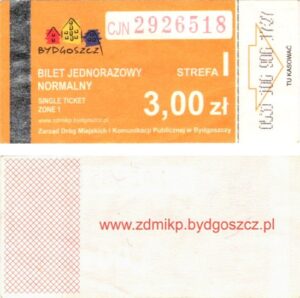 CJN 2926518
BYDGOSZCZ
BILET JEDNORAZOWY
NORMALNY
STREFA I
SINGLE TICKET
ZONE 1
3,00 zł
www.zdmikp.bydgoszcz.pl
Zarząd Dróg Miejskich i Komunikacji Publicznej w Bydgoszczy
TU KASOWAĆ
www.zdmikp.bydgoszcz.pl